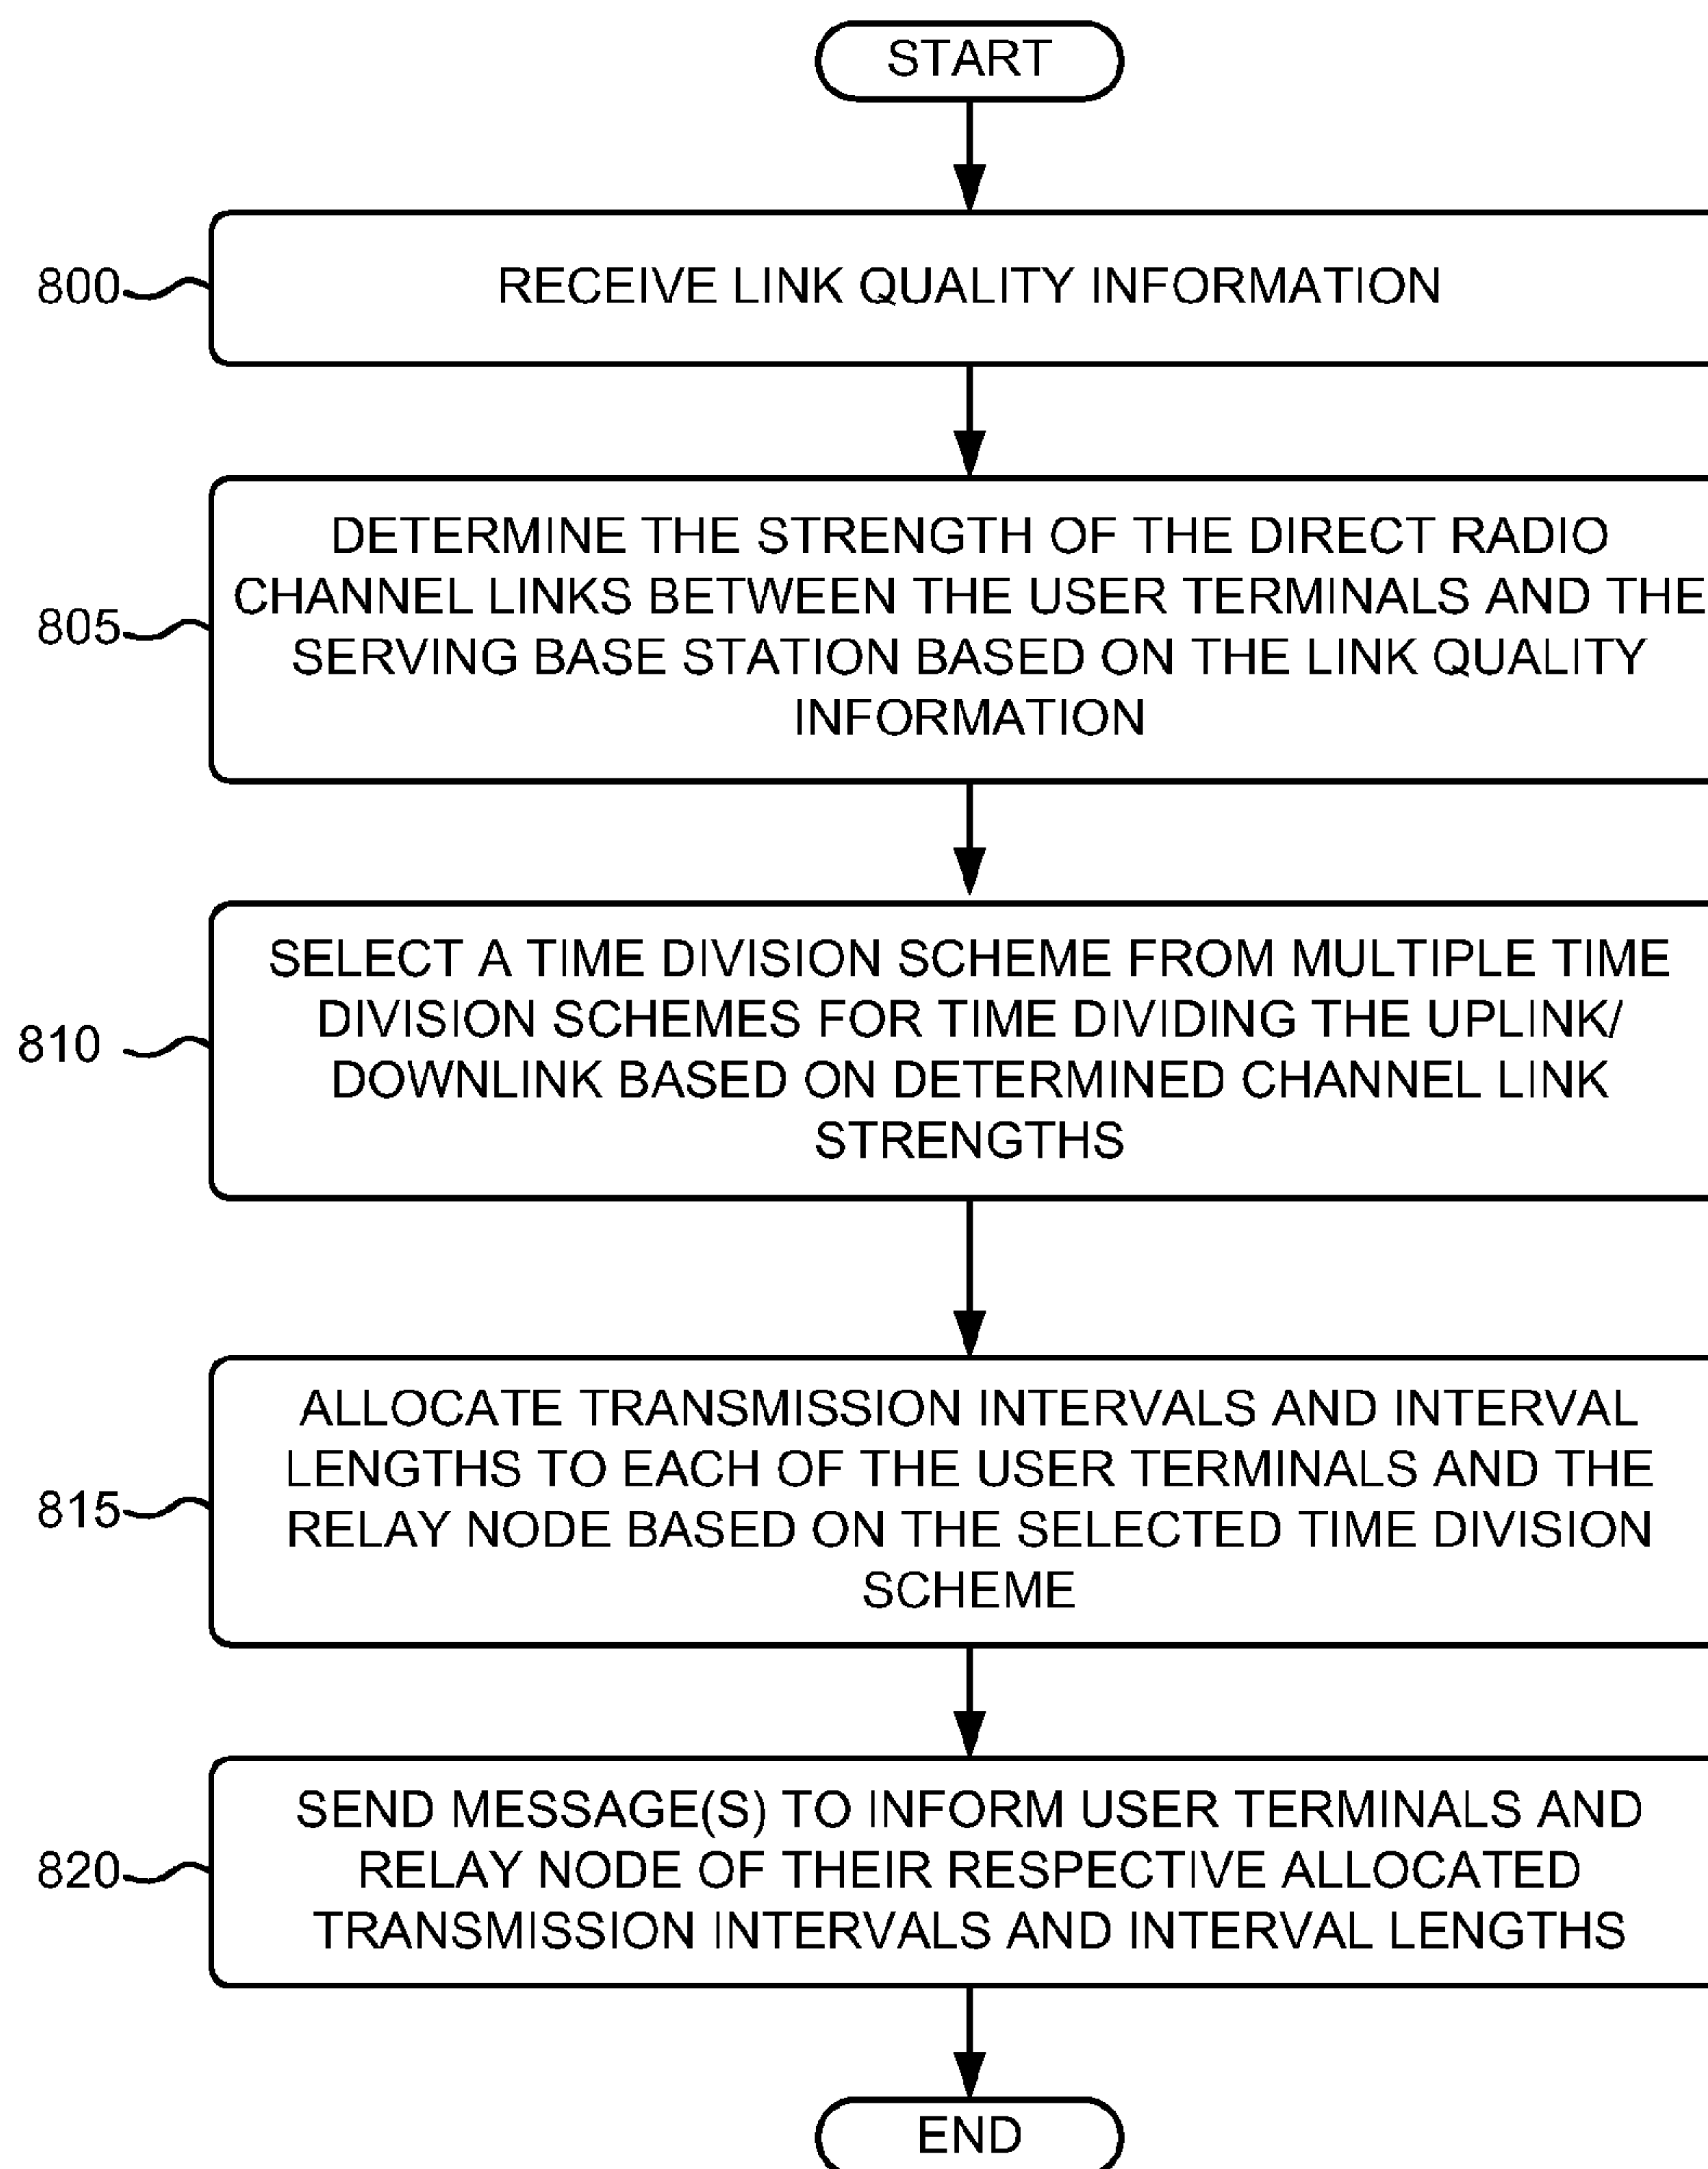 START
800
RECEIVE LINK QUALITY INFORMATION
805
DETERMINE THE STRENGTH OF THE DIRECT RADIO
CHANNEL LINKS BETWEEN THE USER TERMINALS AND THE
SERVING BASE STATION BASED ON THE LINK QUALITY
INFORMATION
810
SELECT A TIME DIVISION SCHEME FROM MULTIPLE TIME
DIVISION SCHEMES FOR TIME DIVIDING THE UPLINK/
DOWNLINK BASED ON DETERMINED CHANNEL LINK
STRENGTHS
815
ALLOCATE TRANSMISSION INTERVALS AND INTERVAL
LENGTHS TO EACH OF THE USER TERMINALS AND THE
RELAY NODE BASED ON THE SELECTED TIME DIVISION
SCHEME
820
SEND MESSAGE(S) TO INFORM USER TERMINALS AND
RELAY NODE OF THEIR RESPECTIVE ALLOCATED
TRANSMISSION INTERVALS AND INTERVAL LENGTHS
END